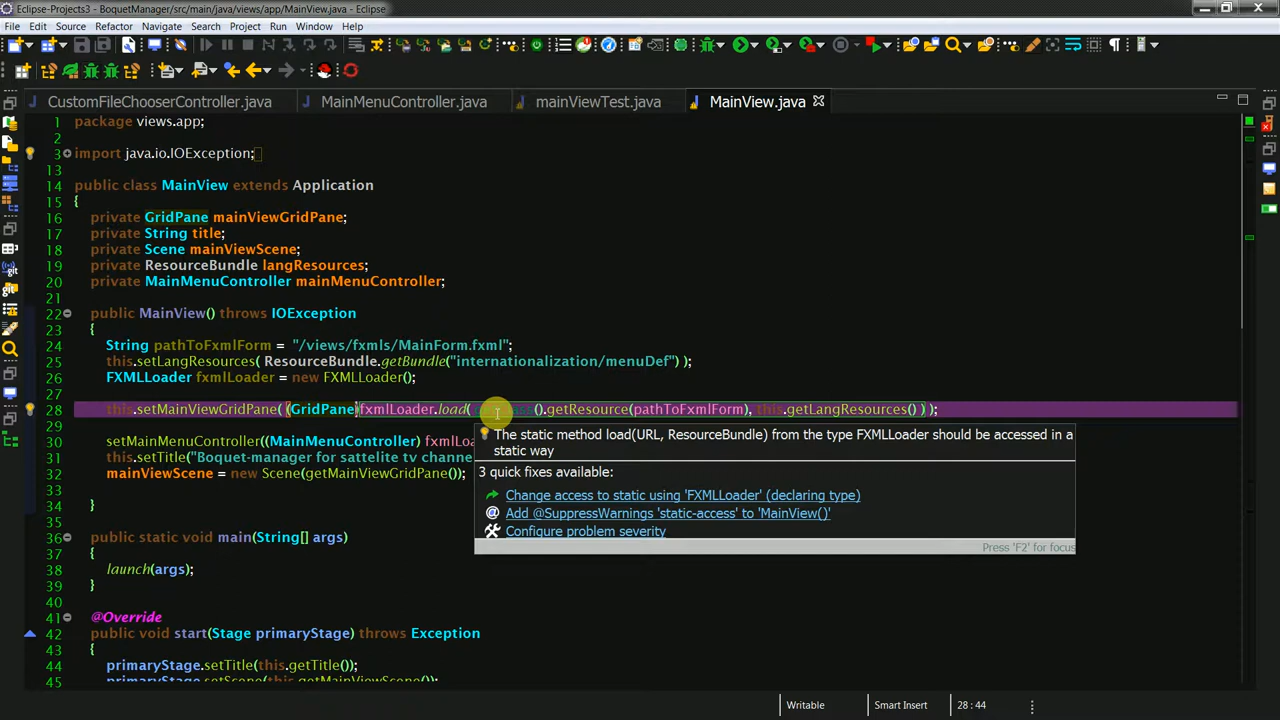 Eclipse-Projects3 - BoquetManager/src/main/java/views/app/MainView.java - Eclipse
File Edit Source Refactor Navigate Search Project Run Window Help
CustomFileChooserController.java MainMenuController.java mainViewTest.java MainView.java
1 package views.app;
2
3 import java.io.IOException;
13
14 public class MainView extends Application
15 {
16 private GridPane mainViewGridPane;
17 private String title;
18 private Scene mainViewScene;
19 private ResourceBundle langResources;
20 private MainMenuController mainMenuController;
21
22 public MainView() throws IOException
23 {
24 String pathToFxmlForm = "/views/fxmls/MainForm.fxml";
25 this.setLangResources( ResourceBundle.getBundle("internationalization/menuDef") );
26 FXMLLoader fxmlLoader = new FXMLLoader();
27
28 this.setMainViewGridPane( (GridPane)fxmlLoader.load( ().getResource(pathToFxmlForm), this.getLangResources() ) );
29
30 setMainMenuController((MainMenuController) fxmlLoa
31 this.setTitle("Boquet-manager for sattelite tv channe
32 mainViewScene = new Scene(getMainViewGridPane());
33
34 }
35
36 public static void main(String[] args)
37 {
38 launch(args);
39 }
40
41 @Override
42 public void start(Stage primaryStage) throws Exception
43 {
44 primaryStage.setTitle(this.getTitle());
45 primaryStage.setScene(this.getMainViewScene());
The static method load(URL, ResourceBundle) from the type FXMLLoader should be accessed in a
static way
3 quick fixes available:
Change access to static using 'FXMLLoader' (declaring type)
Add @SuppressWarnings 'static-access' to 'MainView()'
Configure problem severity
Press 'F2' for focus
Writable Smart Insert 28 : 44